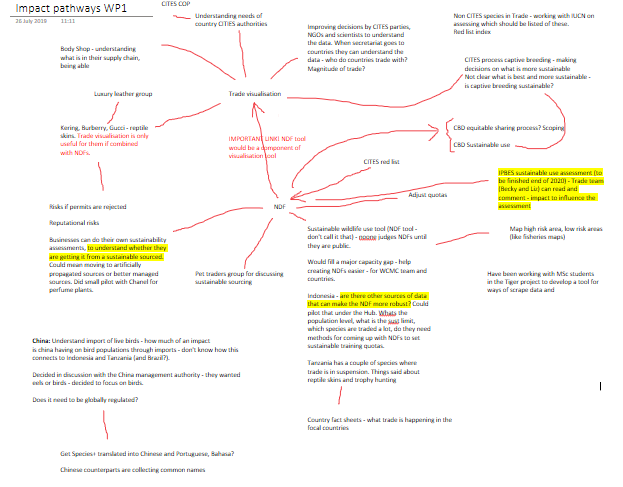 Impact pathways WP1
26 July 2019 11:11
CITES COP
Understanding needs of
country CITIES authorities
Improving decisions by CITES parties,
NGOs and scientists to understand
the data. When secretariat goes to
countries they can understand the
data - who do countries trade with?
Magnitude of trade?
Non CITES species in Trade - working with IUCN on
assessing which should be listed of these.
Red list index
Body Shop - understanding
what is in their supply chain,
being able
CITES process captive breeding - making
decisions on what is more sustainable
Not clear what is best and more sustainable -
is captive breeding sustainable?
Luxury leather group
Trade visualisation
Kering, Burberry, Gucci - reptile
skins. Trade visualisation is only
useful for them if combined
with NDFs.
IMPORTANT LINK! NDF tool
would be a component of
visualisation tool
CBD equitable sharing process? Scoping
CBD Sustainable use
CITES red list
IPBES sustainable use assessment (to
be finished end of 2020) - Trade team
(Becky and Liz) can read and
comment - impact to influence the
assessment
Adjust quotas
NDF
Risks if permits are rejected
Reputational risks
Businesses can do their own sustainability
assessments, to understand whether they
are getting it from a sustainable sourced.
Could mean moving to artificially
propagated sources or better managed
sources. Did small pilot with Chanel for
perfume plants.
Pet traders group for discussing
sustainable sourcing
Sustainable wildlife use tool (NDF tool -
don't call it that) - noone judges NDFs until
they are public.
Would fill a major capacity gap - help
creating NDFs easier - for WCMC team and
countries.
Indonesia - are there other sources of data
that can make the NDF more robust? Could
pilot that under the Hub. Whats the
population level, what is the sust limit,
which species are traded a lot, do they need
methods for coming up with NDFs to set
sustainable training quotas.
Tanzania has a couple of species where
trade is in suspension. Things said about
reptile skins and trophy hunting
Country fact sheets - what trade is happening in the
focal countries
Map high risk area, low risk areas
(like fisheries maps)
Have been working with MSc students
in the Tiger project to develop a tool for
ways of scrape data and
China: Understand import of live birds - how much of an impact
is china having on bird populations through imports - don't know how this
connects to Indonesia and Tanzania (and Brazil?).
Decided in discussion with the China management authority - they wanted
eels or birds - decided to focus on birds.
Does it need to be globally regulated?
Get Species+ translated into Chinese and Portuguese, Bahasa?
Chinese counterparts are collecting common names